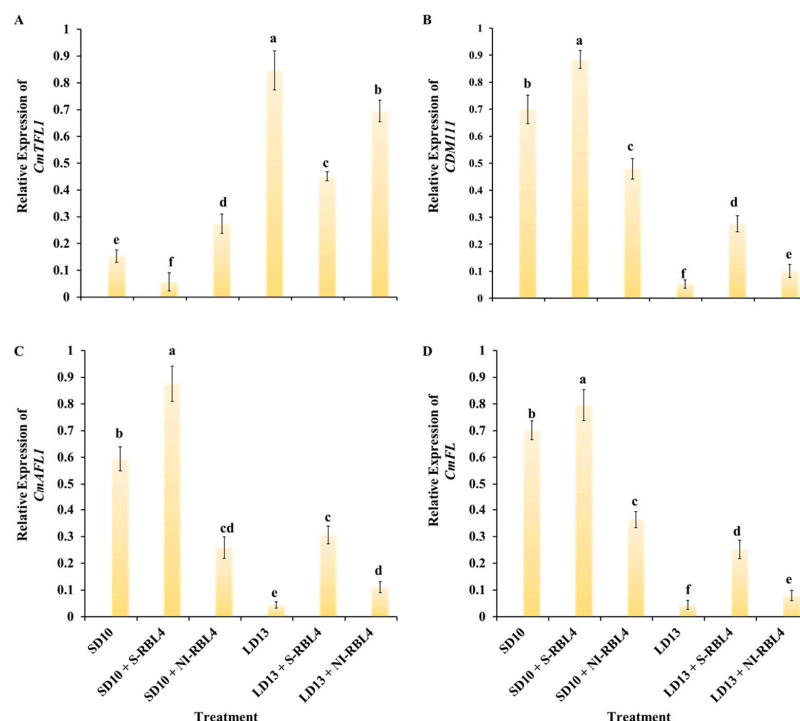 A
Relative Expression of
CmTFL1
1
0.9
0.8
0.7
0.6
0.5
0.4
0.3
0.2
0.1
0
e
f
d
a
c
b
B
Relative Expression of
CDM111
1
0.9
0.8
0.7
0.6
0.5
0.4
0.3
0.2
0.1
0
b
a
c
f
d
e
C
Relative Expression of
CmAFL1
1
0.9
0.8
0.7
0.6
0.5
0.4
0.3
0.2
0.1
0
b
a
cd
e
c
d
SD10
SD10 + S-RBL4
SD10 + NI-RBL4
LD13
LD13 + S-RBL4
LD13 + NI-RBL4
Treatment
D
Relative Expression of
CmFL
1
0.9
0.8
0.7
0.6
0.5
0.4
0.3
0.2
0.1
0
b
a
c
f
d
e
SD10
SD10 + S-RBL4
SD10 + NI-RBL4
LD13
LD13 + S-RBL4
LD13 + NI-RBL4
Treatment